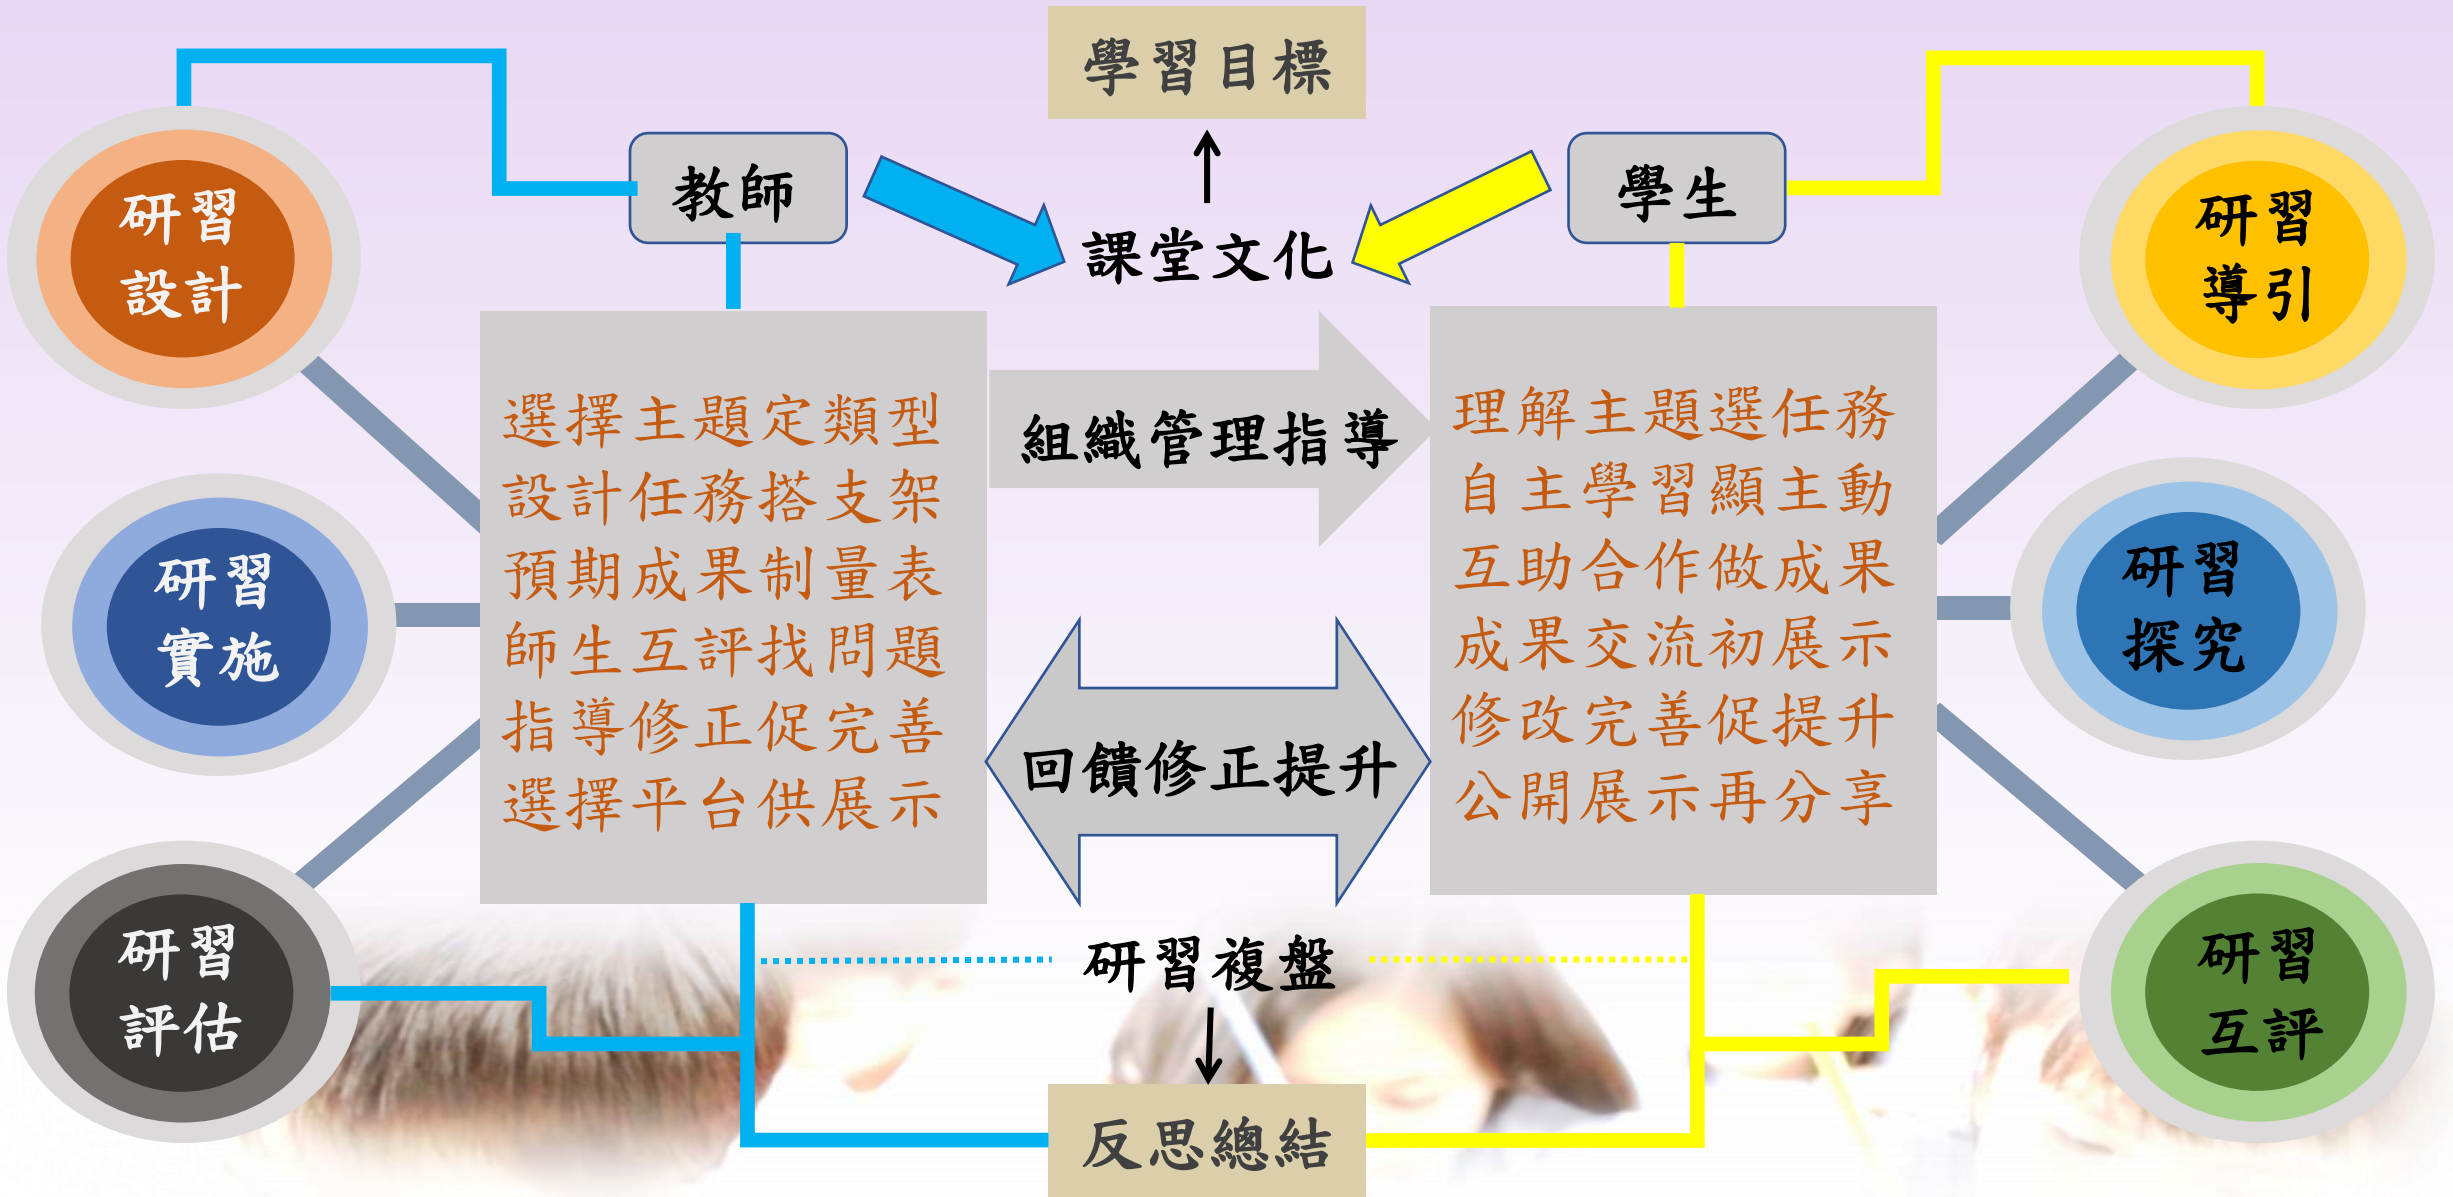 學習目標
教師
學生
課堂文化
研習
設計
研習
實施
研習
評估
選擇主題定類型
設計任務搭支架
預期成果制量表
師生互評找問題
指導修正促完善
選擇平台供展示
組織管理指導
回饋修正提升
理解主題選任務
自主學習顯主動
互助合作做成果
成果交流初展示
修改完善促提升
公開展示再分享
研習
導引
研習
探究
研習
互評
研習複盤
反思總結